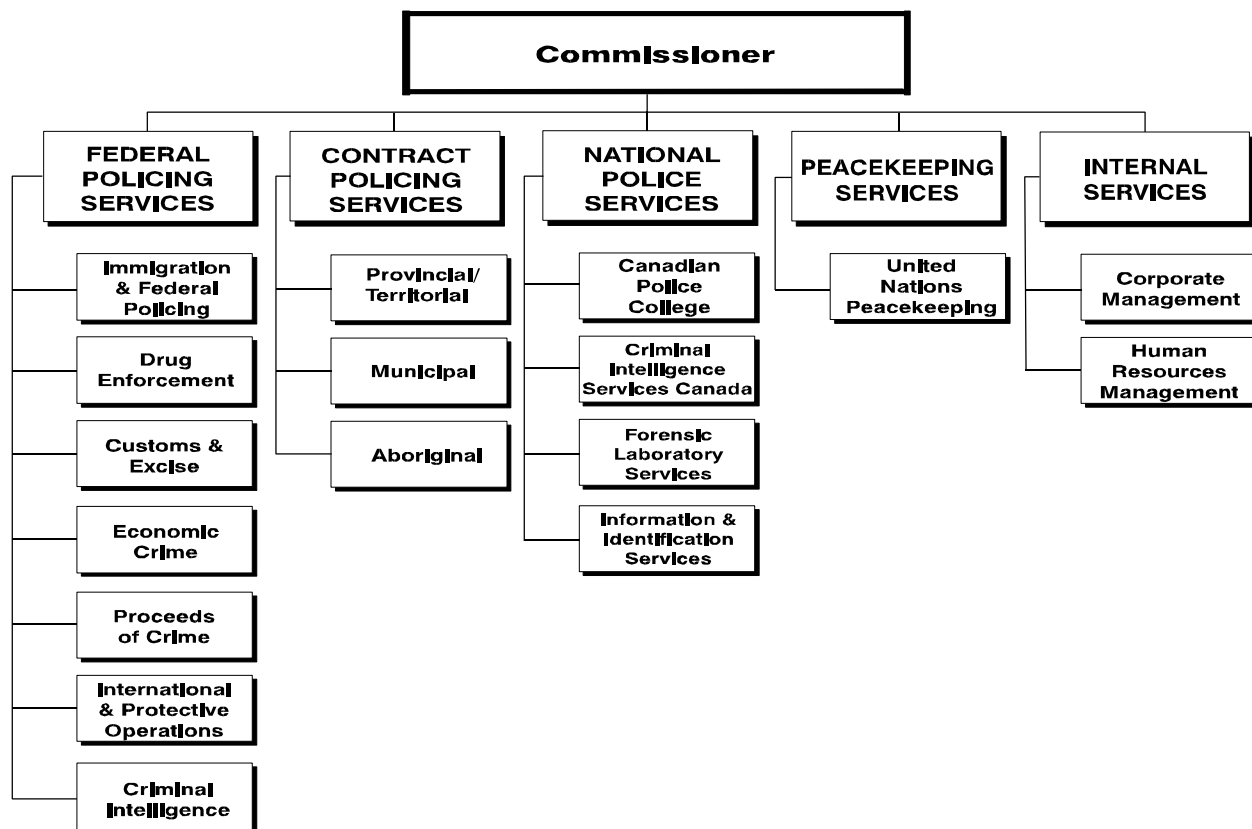 Commissioner
FEDERAL
POLICING
SERVICES
CONTRACT
POLICING
SERVICES
NATIONAL
POLICE
SERVICES
PEACEKEEPING
SERVICES
INTERNAL
SERVICES
Immigration
& Federal
Policing
Drug
Enforcement
Customs &
Excise
Economic
Crime
Proceeds
of Crime
International
& Protective
Operations
Criminal
Intelligence
Provincial/
Territorial
Municipal
Aboriginal
Canadian
Police
College
Criminal
Intelligence
Services Canada
Forensic
Laboratory
Services
Information &
Identification
Services
United
Nations
Peacekeeping
Corporate
Management
Human
Resources
Management